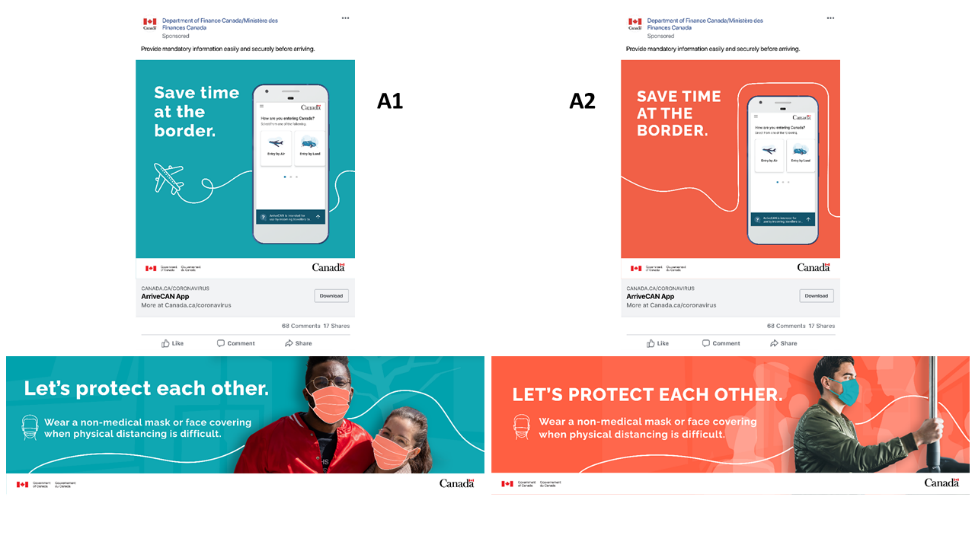 Department of Finance Canada/Ministère des
Finances Canada
Sponsored
Canada
Provide mandatory information easily and securely before arriving.
Save time
at the
border.
Canada
How are you entering Canada?
Entry by Air
Entry by Land
Government
of Canada
Gouvernement
du Canada
Canada
CANADA.CA/CORONAVIRUS
ArriveCAN App
More at Canada.ca/coronavirus
Download
68 Comments 17 Shares
Like
Comment
Share
A1
A2
Department of Finance Canada/Ministère des
Finances Canada
Sponsored
Canada
Provide mandatory information easily and securely before arriving.
SAVE TIME
AT THE
BORDER.
Canada
How are you entering Canada?
Entry by Air
Entry by Land
Government
of Canada
Gouvernement
du Canada
Canada
CANADA.CA/CORONAVIRUS
ArriveCAN App
More at Canada.ca/coronavirus
Download
68 Comments 17 Shares
Like
Comment
Share
Let's protect each other.
Wear a non-medical mask or face covering
when physical distancing is difficult.
Government
of Canada
Gouvernement
du Canada
Canada
LET'S PROTECT EACH OTHER.
Wear a non-medical mask or face covering
when physical distancing is difficult.
Government
of Canada
Gouvernement
du Canada
Canada